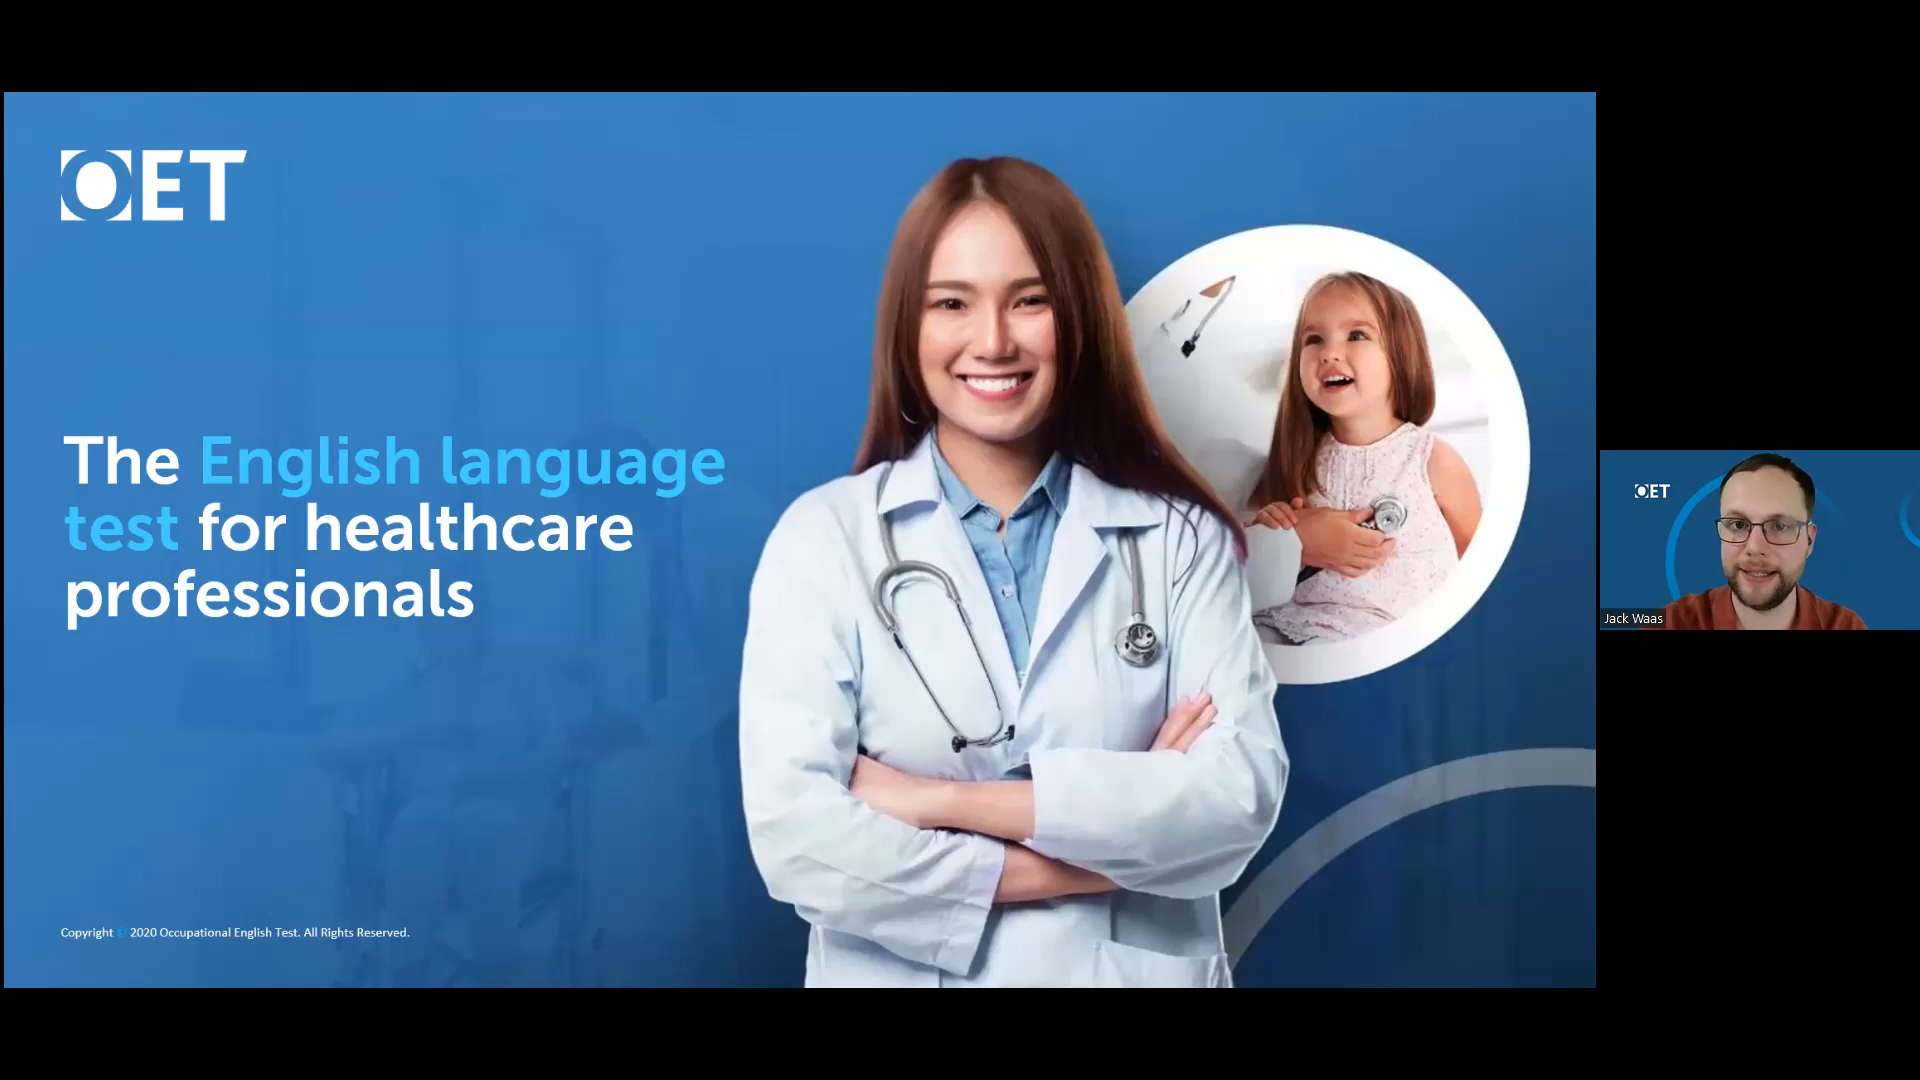 OET
The English language
test for healthcare
professionals
Copyright © 2020 Occupational English Test. All Rights Reserved.
OET
Jack Waas